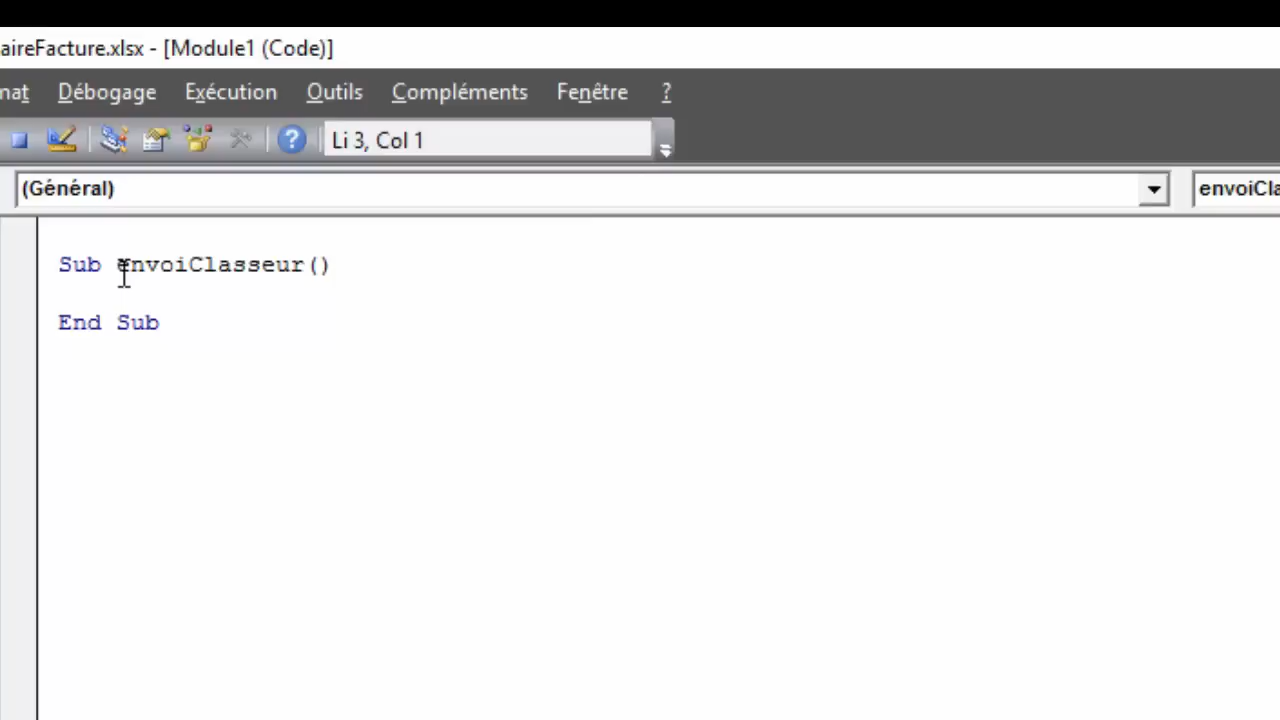 aireFacture.xlsx - [Module1 (Code)]
mat Débogage Exécution Outils Compléments Fenêtre ?
Li 3, Col 1
(Général) envoiCla
Sub envoiClasseur()
End Sub